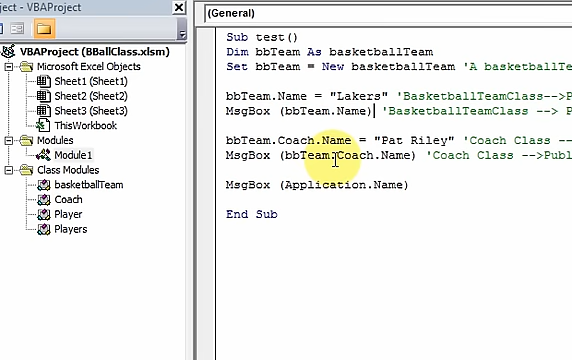 ject - VBAProject
(General)
VBAProject (BBallClass.xlsm)
Microsoft Excel Objects
Sheet1 (Sheet1)
Sheet2 (Sheet2)
Sheet3 (Sheet3)
ThisWorkbook
Modules
Module1
Class Modules
basketballTeam
Coach
Player
Players
Sub test()
Dim bbTeam As basketballTeam
Set bbTeam = New basketballTeam 'A basketballTe
bbTeam.Name = "Lakers" 'BasketballTeamClass-->P
MsgBox (bbTeam.Name) 'BasketballTeamClass --> P
bbTeam.Coach.Name = "Pat Riley" 'Coach Class --
MsgBox (bbTeam.Coach.Name) 'Coach Class -->Publ
MsgBox (Application.Name)
End Sub